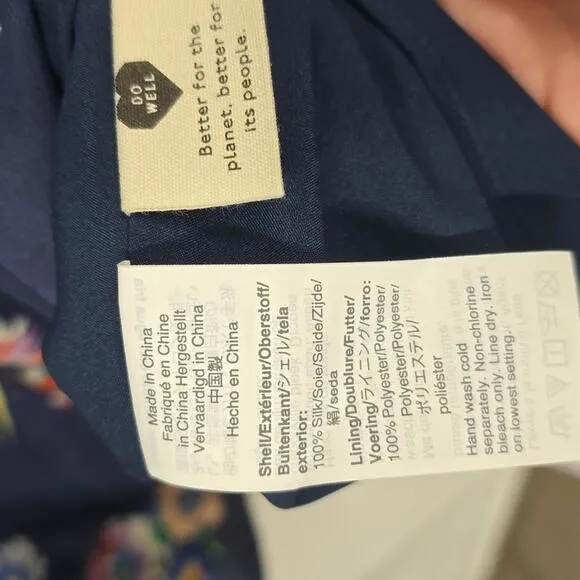 DO
WELL
Better for the
planet, better for
its people.
Made in China
Fabriqué en Chine
in China Hergestellt
Vervaardigd in China
中国製
Hecho en China
Shell/Extérieur/Oberstoff/
Buitenkant/シェル/tela
exterior:
100% Silk/Soie/Seide/Zijde/
絹/seda
Lining/Doublure/Futter/
Voering/ライニング/forro:
100% Polyester/Polyester/
Polyester/Polyester/
ポリエステル/
poliéster
Hand wash cold
separately. Non-chlorine
bleach only. Line dry. Iron
on lowest setting.